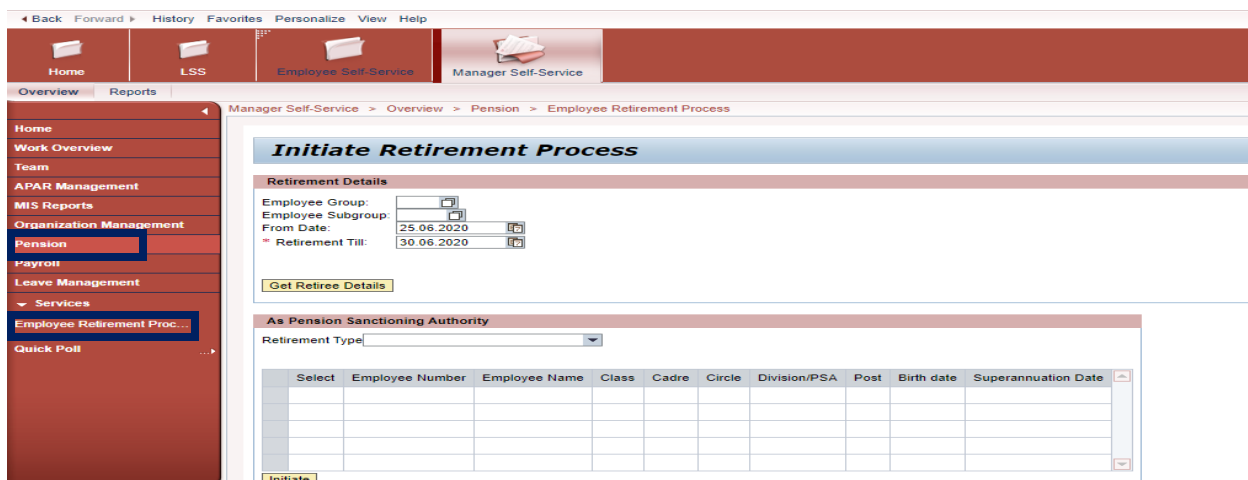 Back Forward History Favorites Personalize View Help
Home LSS Employee Self-Service Manager Self-Service
Overview Reports
Manager Self-Service > Overview > Pension > Employee Retirement Process
Home
Work Overview
Team
APAR Management
MIS Reports
Organization Management
Pension
Payroll
Leave Management
Services
Employee Retirement Proc...
Quick Poll
Initiate Retirement Process
Retirement Details
Employee Group:
Employee Subgroup:
From Date: 25.06.2020
* Retirement Till: 30.06.2020
Get Retiree Details
As Pension Sanctioning Authority
Retirement Type
Select Employee Number Employee Name Class Cadre Circle Division/PSA Post Birth date Superannuation Date
Initiate